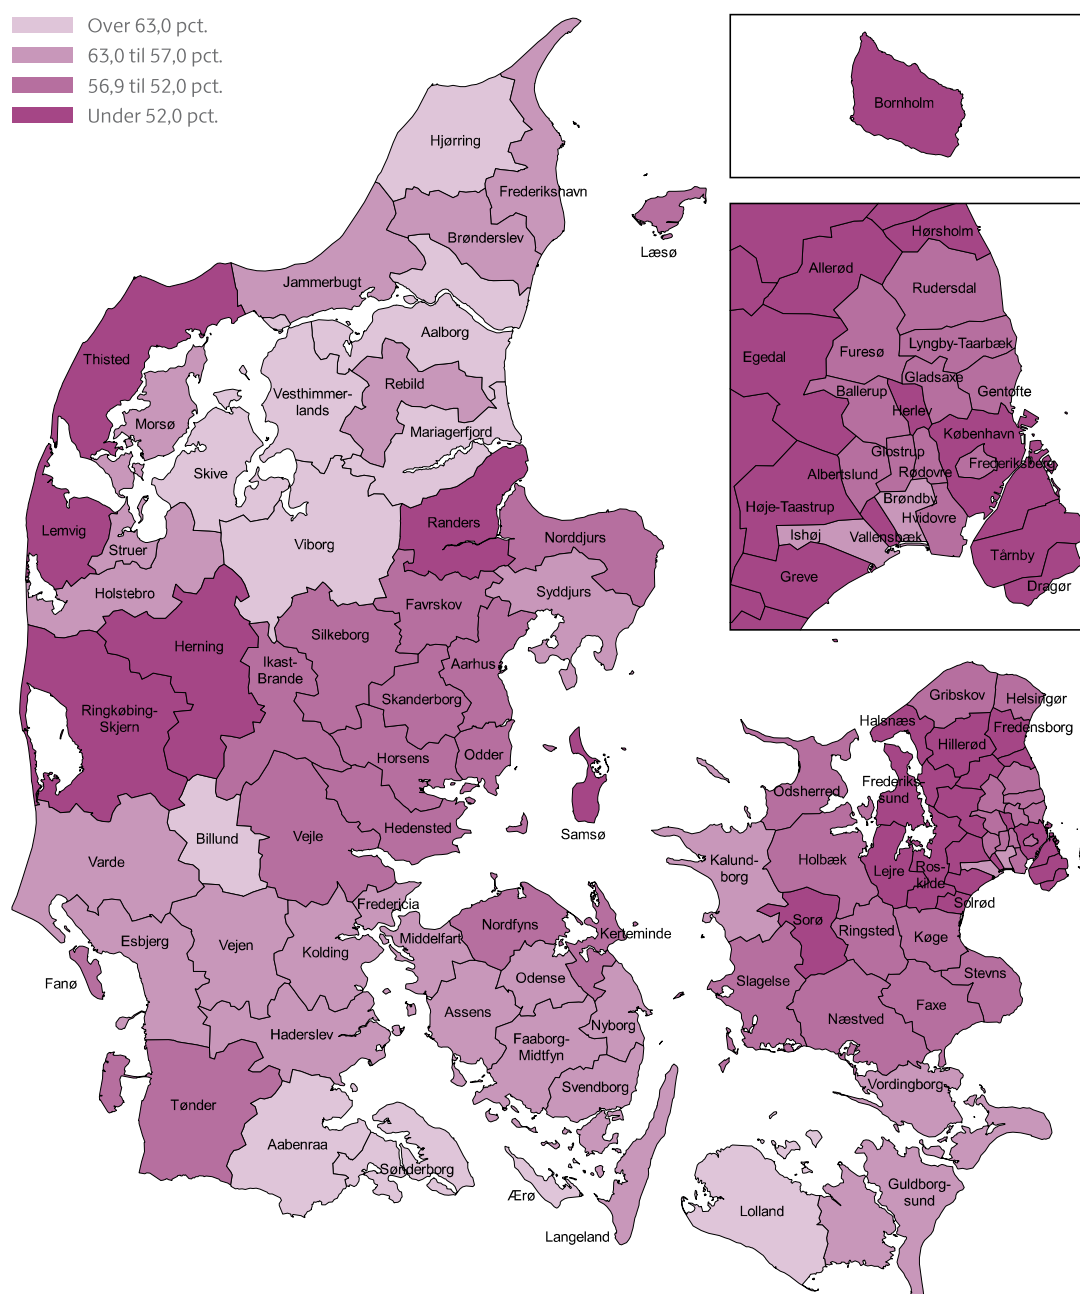 Over 63,0 pct.
63,0 til 57,0 pct.
56,9 til 52,0 pct.
Under 52,0 pct.
Hjørring
Frederikshavn
Brønderslev
Læsø
Jammerbugt
Aalborg
Thisted
Rebild
Vesthimmer-
lands
Morsø
Mariagerfjord
Skive
Lemvig
Randers
Viborg
Norddjurs
Struer
Holstebro
Syddjurs
Favrskov
Silkeborg
Herning
Ikast-
Brande
Aarhus
Skanderborg
Ringkøbing-
Skjern
Horsens
Odder
Hedensted
Samsø
Billund
Vejle
Varde
Fredericia
Esbjerg
Vejen
Kolding
Middelfart
Nordfyns
Kerteminde
Fanø
Odense
Assens
Nyborg
Haderslev
Faaborg-
Midtfyn
Svendborg
Tønder
Aabenraa
Sønderborg
Ærø
Langeland
Bornholm
Hørsholm
Allerød
Rudersdal
Egedal
Furesø
Lyngby-Taarbæk
Gladsaxe
Ballerup
Gentofte
Herlev
København
Glostrup
Frederiksberg
Albertslund
Rødovre
Brøndby
Høje-Taastrup
Hvidovre
Ishøj
Vallensbæk
Tårnby
Greve
Dragør
Gribskov
Helsingør
Halsnæs
Fredensborg
Hillerød
Frederiks-
sund
Odsherred
Kalund-
borg
Holbæk
Lejre
Ros-
kilde
Solrød
Sorø
Ringsted
Køge
Slagelse
Stevns
Faxe
Næstved
Vordingborg
Guldborg-
sund
Lolland